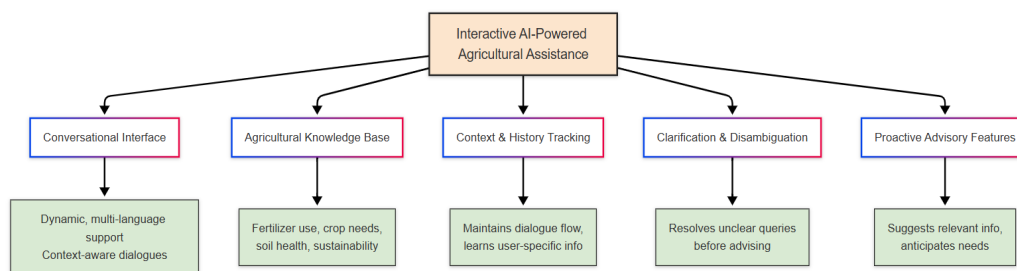 Interactive AI-Powered
Agricultural Assistance
Conversational Interface
Agricultural Knowledge Base
Context & History Tracking
Clarification & Disambiguation
Proactive Advisory Features
Dynamic, multi-language
support
Context-aware dialogues
Fertilizer use, crop needs,
soil health, sustainability
Maintains dialogue flow,
learns user-specific info
Resolves unclear queries
before advising
Suggests relevant info,
anticipates needs